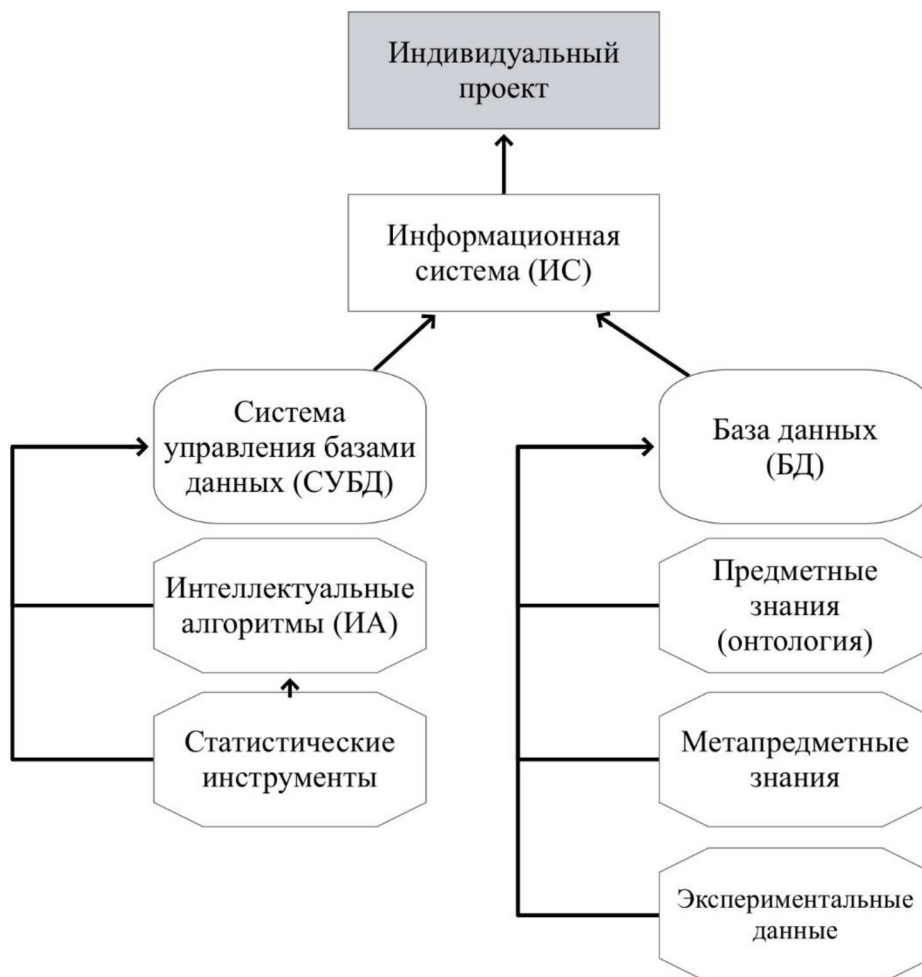 Индивидуальный
проект
Информационная
система (ИС)
Система
управления базами
данных (СУБД)
Интеллектуальные
алгоритмы (ИА)
Статистические
инструменты
База данных
(БД)
Предметные
знания
(онтология)
Метапредметные
знания
Экспериментальные
данные